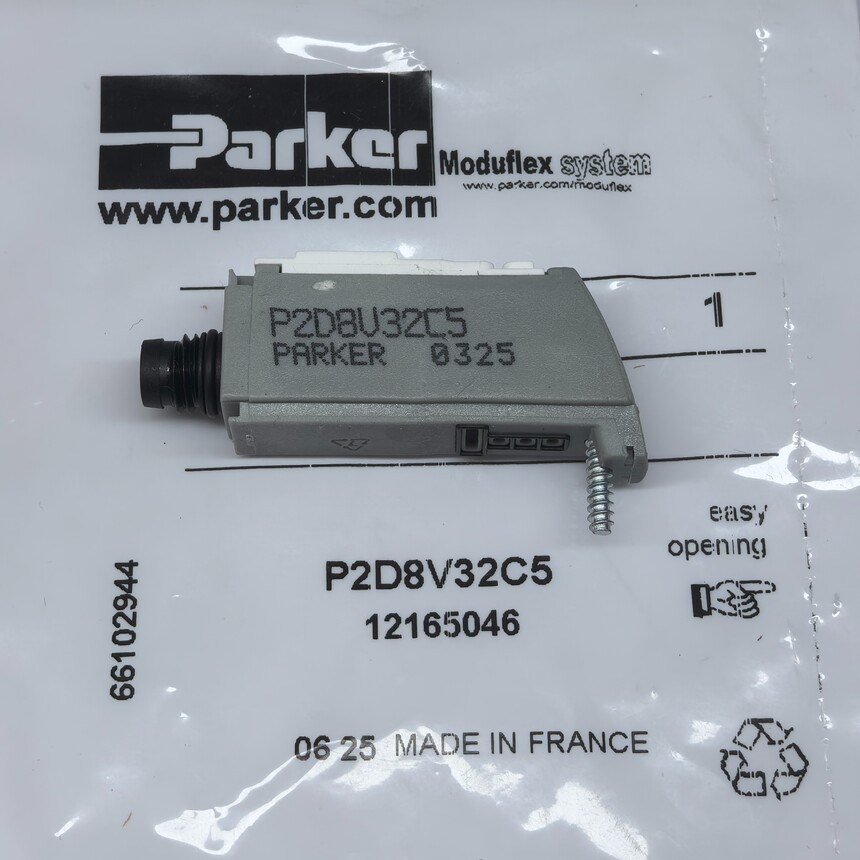 Parker
Moduflex system
www.parker.com/moduflex
www.parker.com
1
P2D8V32C5
PARKER 0325
easy
opening
P2D8V32C5
12165046
66102944
06 25 MADE IN FRANCE